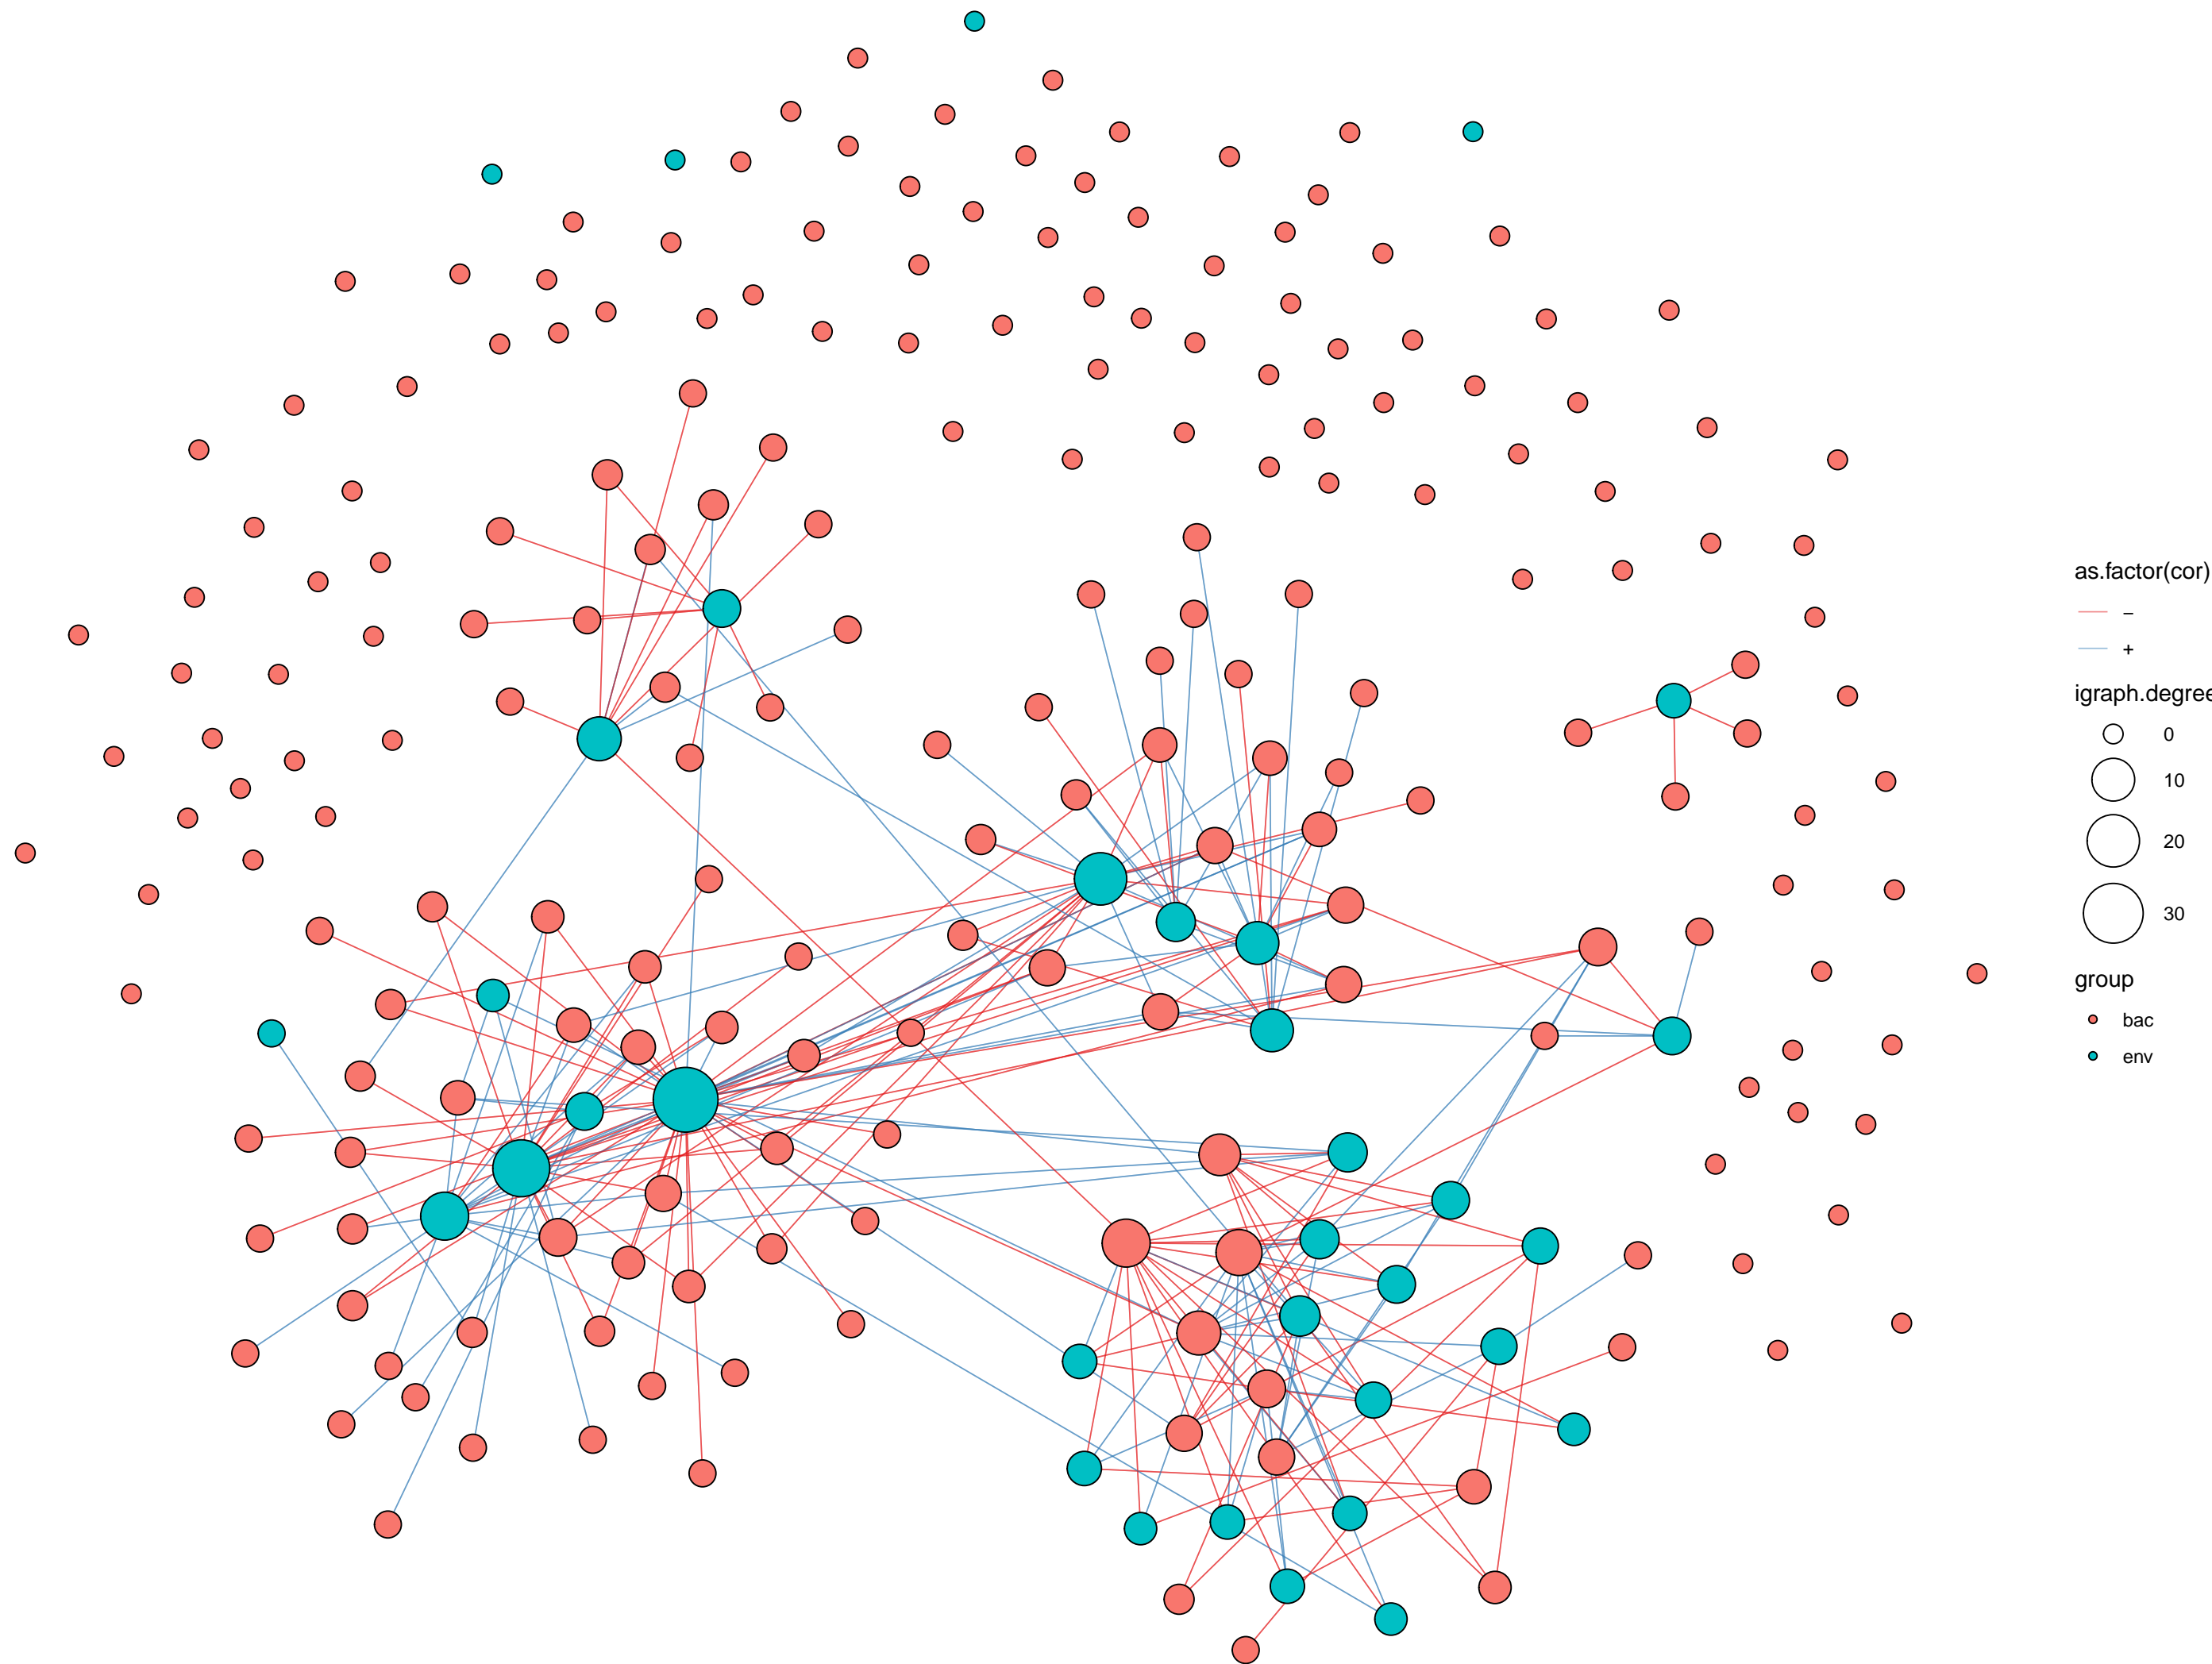 as.factor(cor)
−
+
igraph.degree
0
10
20
30
group
bac
env